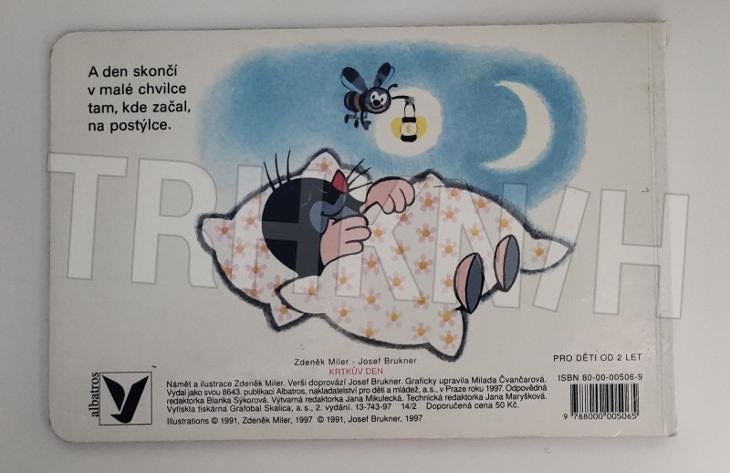 A den skončí
v malé chvilce
tam, kde začal,
na postýlce.
TRHKNIH
Zdeněk Miler - Josef Brukner
KRTKŮV DEN
PRO DĚTI OD 2 LET
albatros
Námět a ilustrace Zdeněk Miler. Verši doprovází Josef Brukner. Graficky upravila Milada Čvančarová.
Vydal jako svou 8643. publikaci Albatros, nakladatelství pro děti a mládež, a.s., v Praze roku 1997. Odpovědná
redaktorka Blanka Sýkorová. Výtvarná redaktorka Jana Mikulecká. Technická redaktorka Jana Maryšková.
Vytiskla tiskárna Grafobal Skalica, a. s., 2. vydání. 13-743-97 14/2 Doporučená cena 50 Kč.
Illustrations © 1991, Zdeněk Miler, 1997 © 1991, Josef Brukner, 1997
ISBN 80-00-00506-9
9 788000 005065